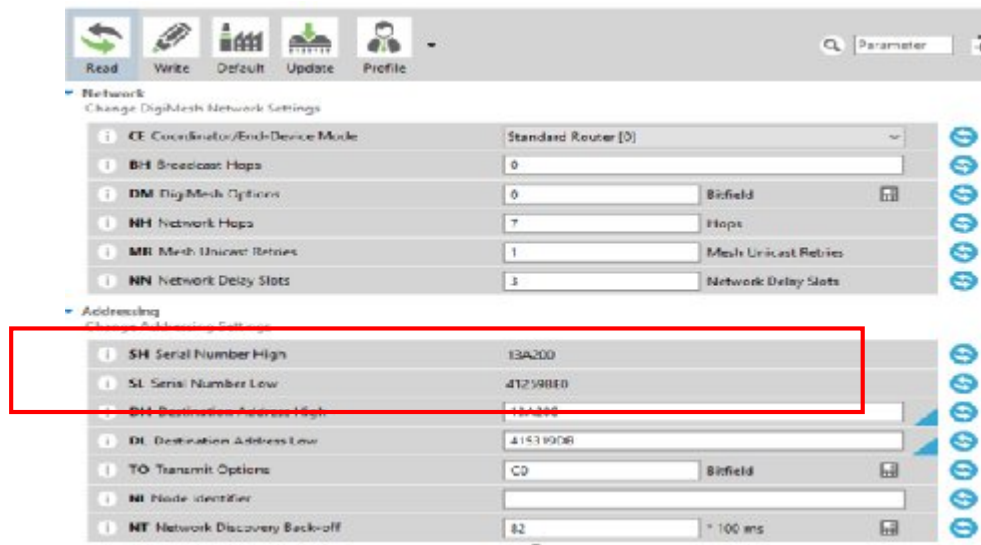 Read Write Default Update Profile Parameter
Network
Change DigiMesh Network Settings
CE Coordinator/End-Device Mode Standard Router [0]
BH Broadcast Hops 0
DM DigiMesh Options 0 Bitfield
NH Network Hops 7 Hops
MR Mesh Unicast Retries 1 Mesh Unicast Retries
NN Network Delay Slots 3 Network Delay Slots
Addressing
Change Addressing Settings
SH Serial Number High 13A200
SL Serial Number Low
DH Destination Address High
DL Destination Address Low 415319DB
TO Transmit Options C0 Bitfield
NI Node Identifier
NT Network Discovery Back-off 82 * 100 ms